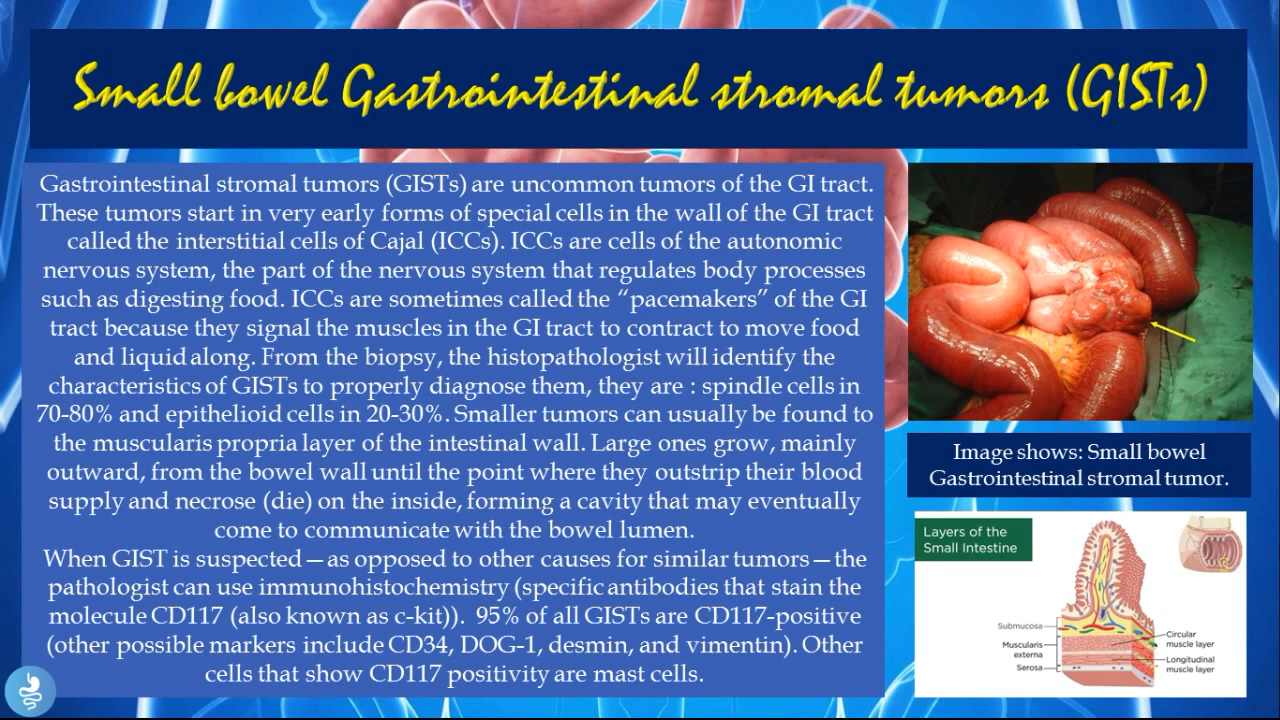 Small bowel Gastrointestinal stromal tumors (GISTs)
Gastrointestinal stromal tumors (GISTs) are uncommon tumors of the GI tract.
These tumors start in very early forms of special cells in the wall of the GI tract
called the interstitial cells of Cajal (ICCs). ICCs are cells of the autonomic
nervous system, the part of the nervous system that regulates body processes
such as digesting food. ICCs are sometimes called the “pacemakers” of the GI
tract because they signal the muscles in the GI tract to contract to move food
and liquid along. From the biopsy, the histopathologist will identify the
characteristics of GISTs to properly diagnose them, they are : spindle cells in
70-80% and epithelioid cells in 20-30%. Smaller tumors can usually be found to
the muscularis propria layer of the intestinal wall. Large ones grow, mainly
outward, from the bowel wall until the point where they outstrip their blood
supply and necrose (die) on the inside, forming a cavity that may eventually
come to communicate with the bowel lumen.
When GIST is suspected—as opposed to other causes for similar tumors—the
pathologist can use immunohistochemistry (specific antibodies that stain the
molecule CD117 (also known as c-kit)). 95% of all GISTs are CD117-positive
(other possible markers include CD34, DOG-1, desmin, and vimentin). Other
cells that show CD117 positivity are mast cells.
Image shows: Small bowel
Gastrointestinal stromal tumor.
Layers of the
Small Intestine
Submucosa
Muscularis
externa
Serosa
Circular
muscle layer
Longitudinal
muscle layer